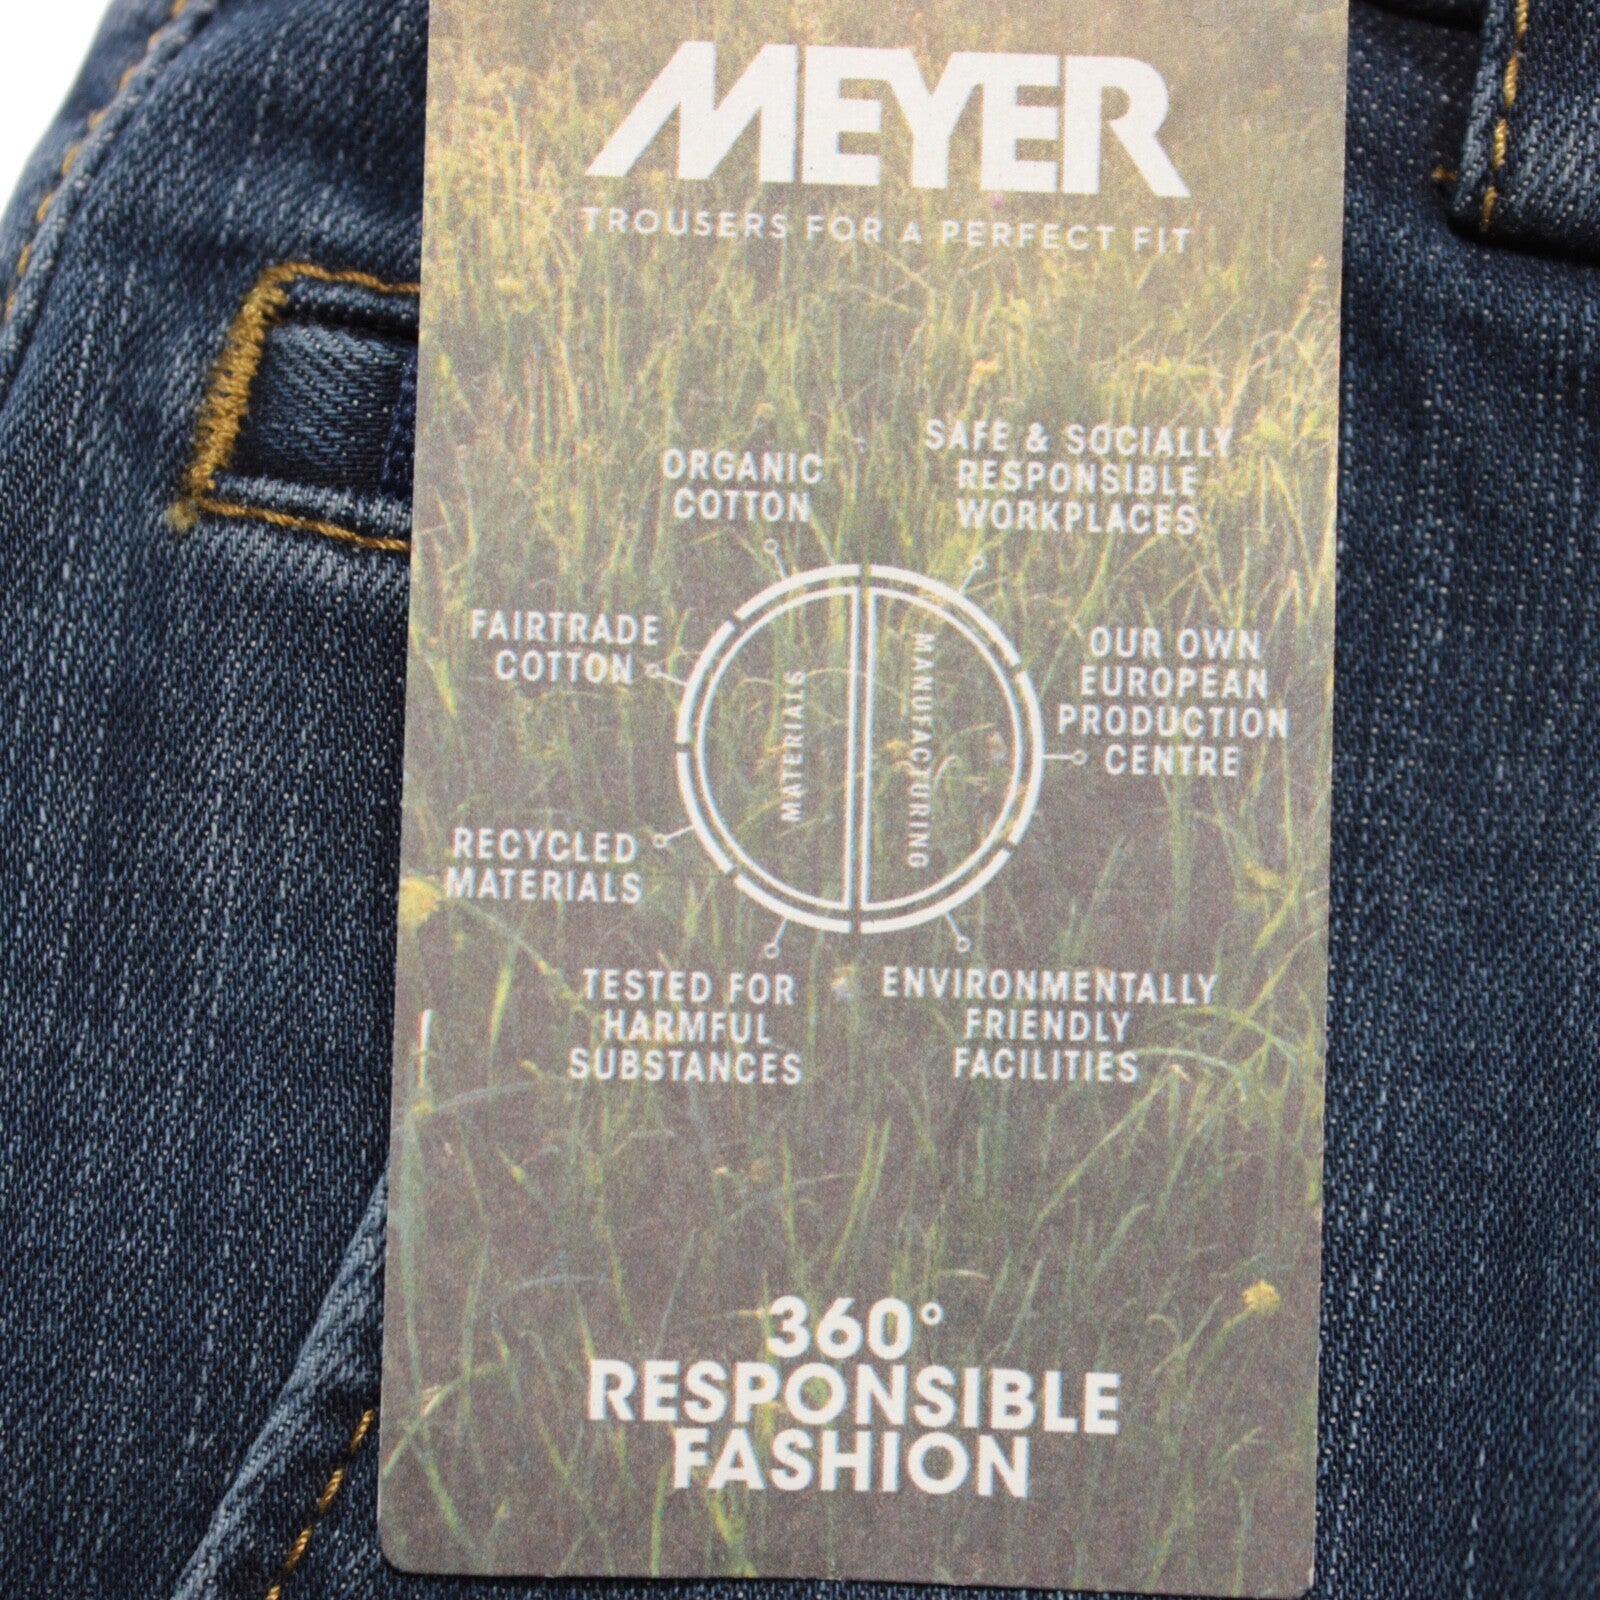 MEYER
TROUSERS FOR A PERFECT FIT
ORGANIC
COTTON
SAFE & SOCIALLY
RESPONSIBLE
WORKPLACES
FAIRTRADE
COTTON
OUR OWN
EUROPEAN
PRODUCTION
CENTRE
MATERIALS
MANUFACTURING
RECYCLED
MATERIALS
TESTED FOR
HARMFUL
SUBSTANCES
ENVIRONMENTALLY
FRIENDLY
FACILITIES
360°
RESPONSIBLE
FASHION